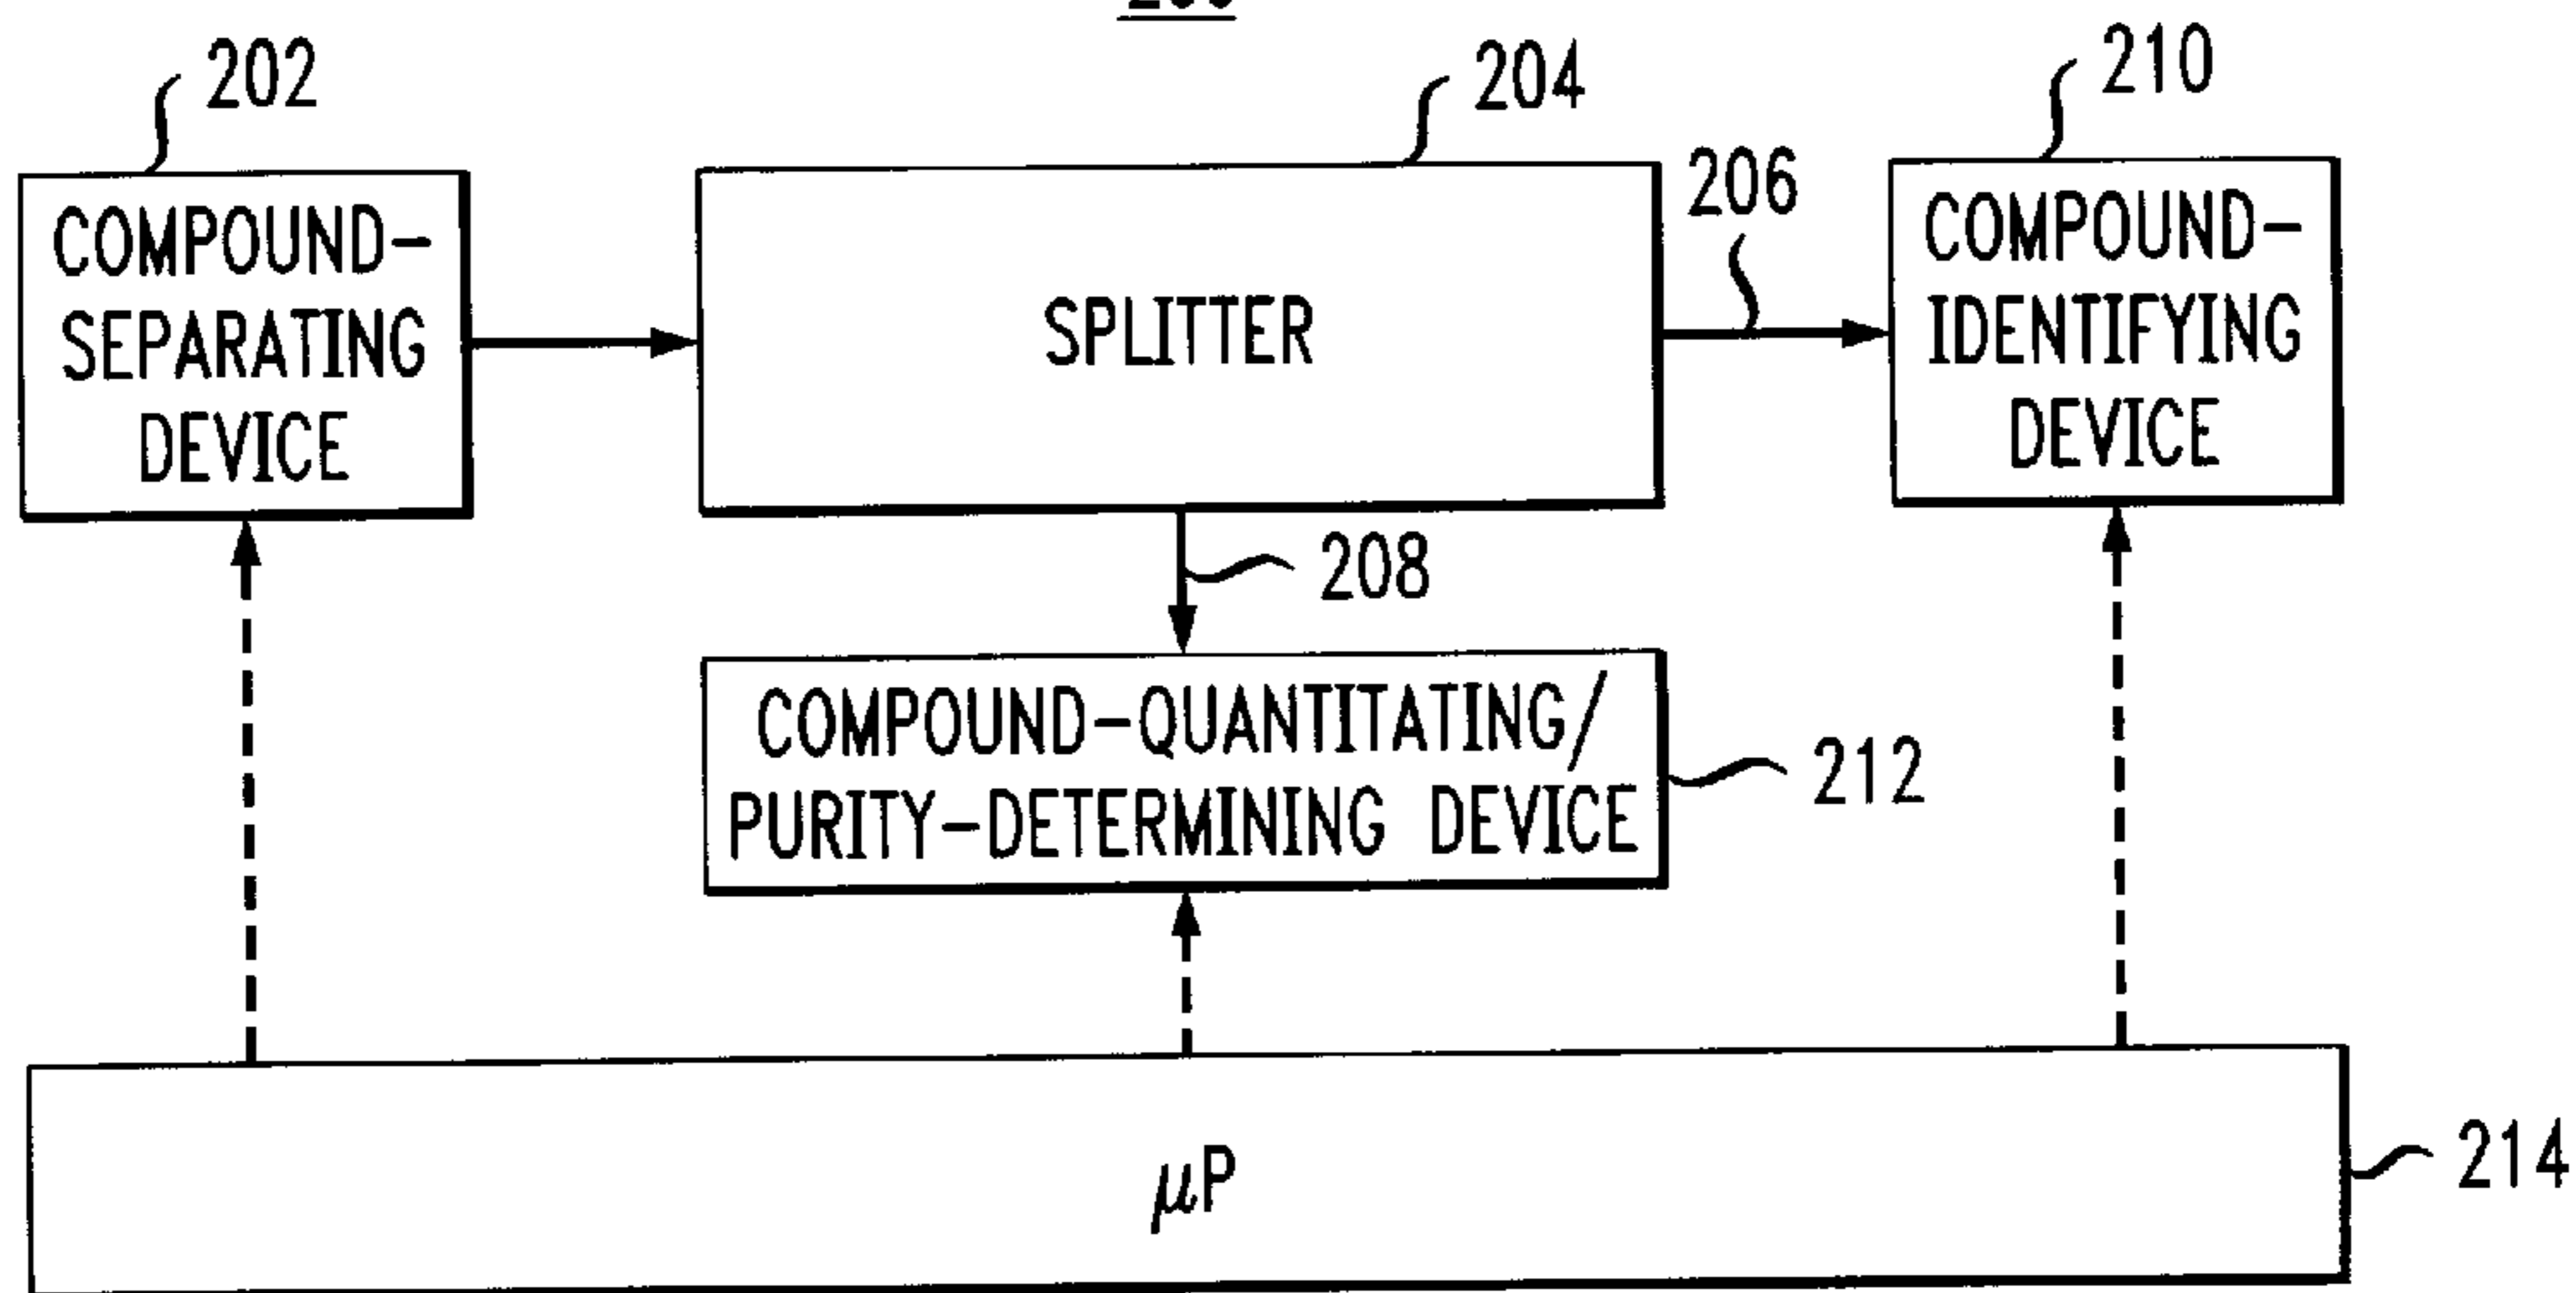 202
204
210
206
COMPOUND-
SEPARATING
DEVICE
SPLITTER
COMPOUND-
IDENTIFYING
DEVICE
208
COMPOUND-QUANTITATING/
PURITY-DETERMINING DEVICE
212
μP
214